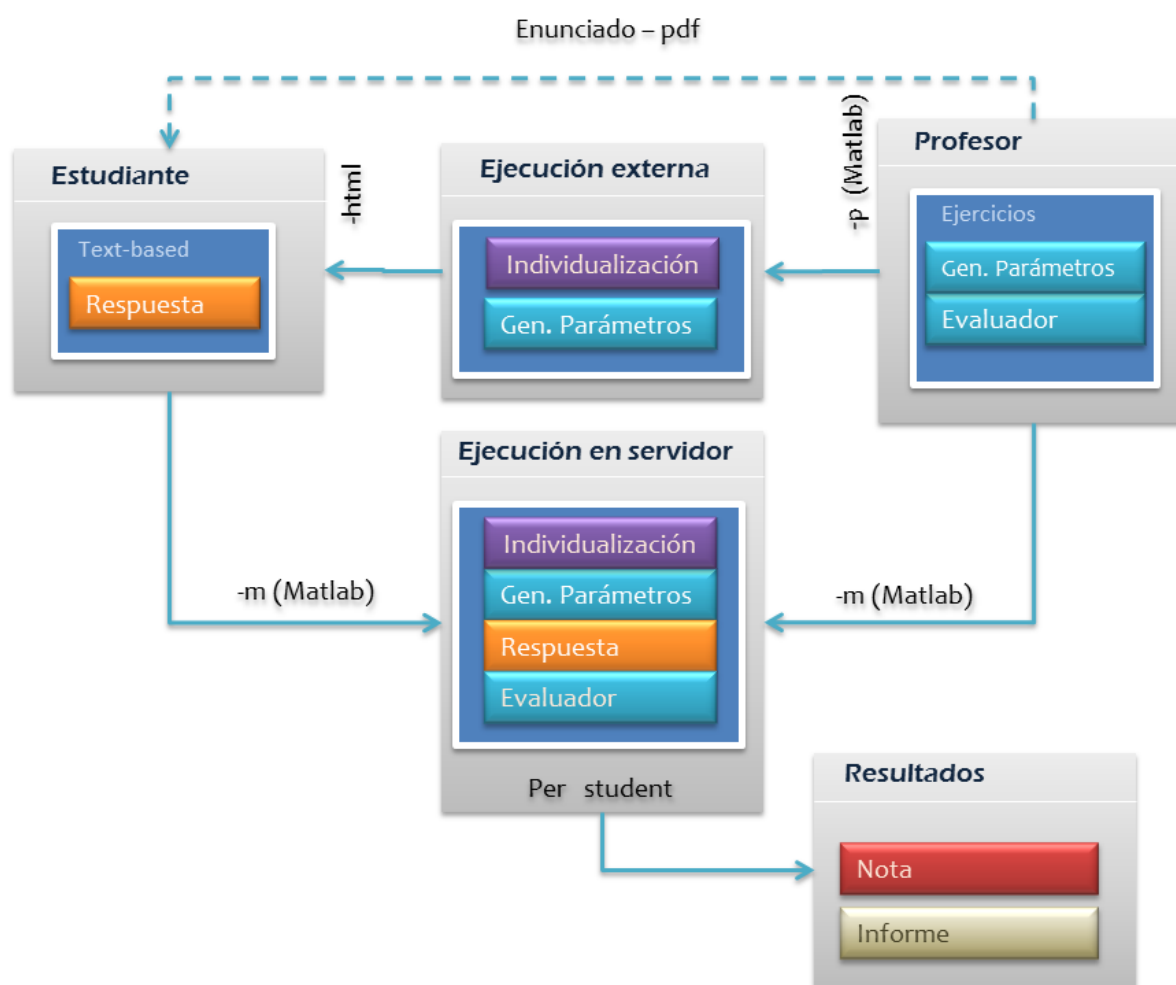 Enunciado – pdf
Estudiante
Text-based
Respuesta
-html
Ejecución externa
Individualización
Gen. Parámetros
-p (Matlab)
Profesor
Ejercicios
Gen. Parámetros
Evaluador
Ejecución en servidor
Individualización
Gen. Parámetros
Respuesta
Evaluador
Per student
-m (Matlab)
-m (Matlab)
Resultados
Nota
Informe